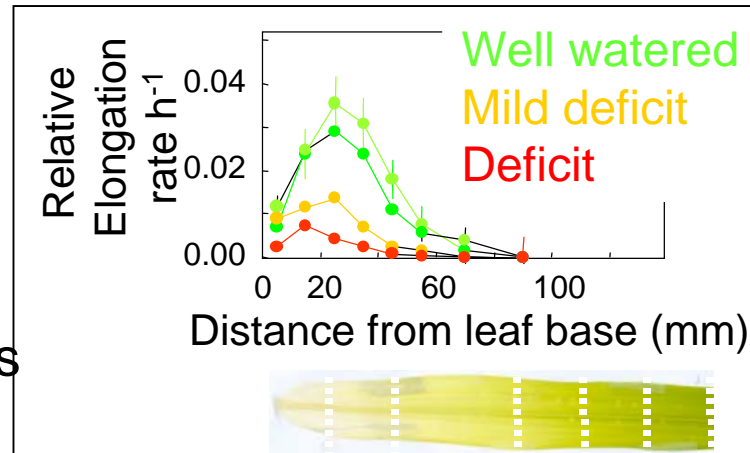 Relative
Elongation
rate h-1
0.04
0.02
0.00
0 20 60 100
Distance from leaf base (mm)
Well watered
Mild deficit
Deficit
s